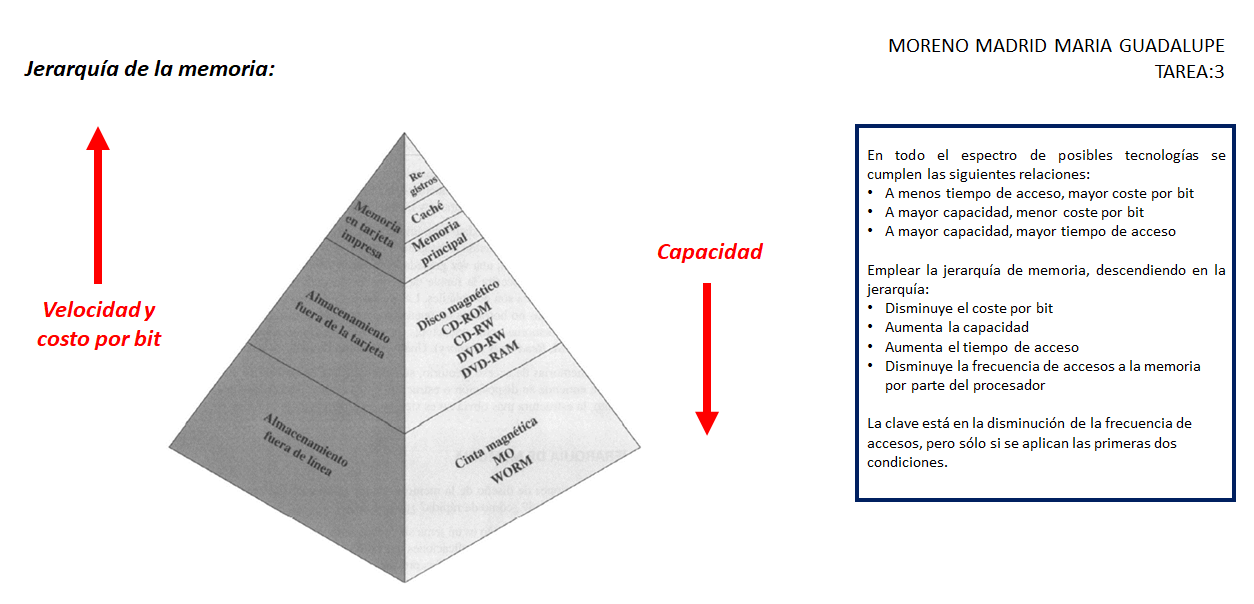 MORENO MADRID MARIA GUADALUPE
TAREA:3
Jerarquía de la memoria:
Velocidad y
costo por bit
Memoria
en tarjeta
impresa
Almacenamiento
fuera de la tarjeta
Almacenamiento
fuera de línea
Re-
gistros
Caché
Memoria
principal
Disco magnético
CD-ROM
CD-RW
DVD-RW
DVD-RAM
Cinta magnética
MO
WORM
Capacidad
En todo el espectro de posibles tecnologías se
cumplen las siguientes relaciones:
• A menos tiempo de acceso, mayor coste por bit
• A mayor capacidad, menor coste por bit
• A mayor capacidad, mayor tiempo de acceso
Emplear la jerarquía de memoria, descendiendo en la
jerarquía:
• Disminuye el coste por bit
• Aumenta la capacidad
• Aumenta el tiempo de acceso
• Disminuye la frecuencia de accesos a la memoria
por parte del procesador
La clave está en la disminución de la frecuencia de
accesos, pero sólo si se aplican las primeras dos
condiciones.